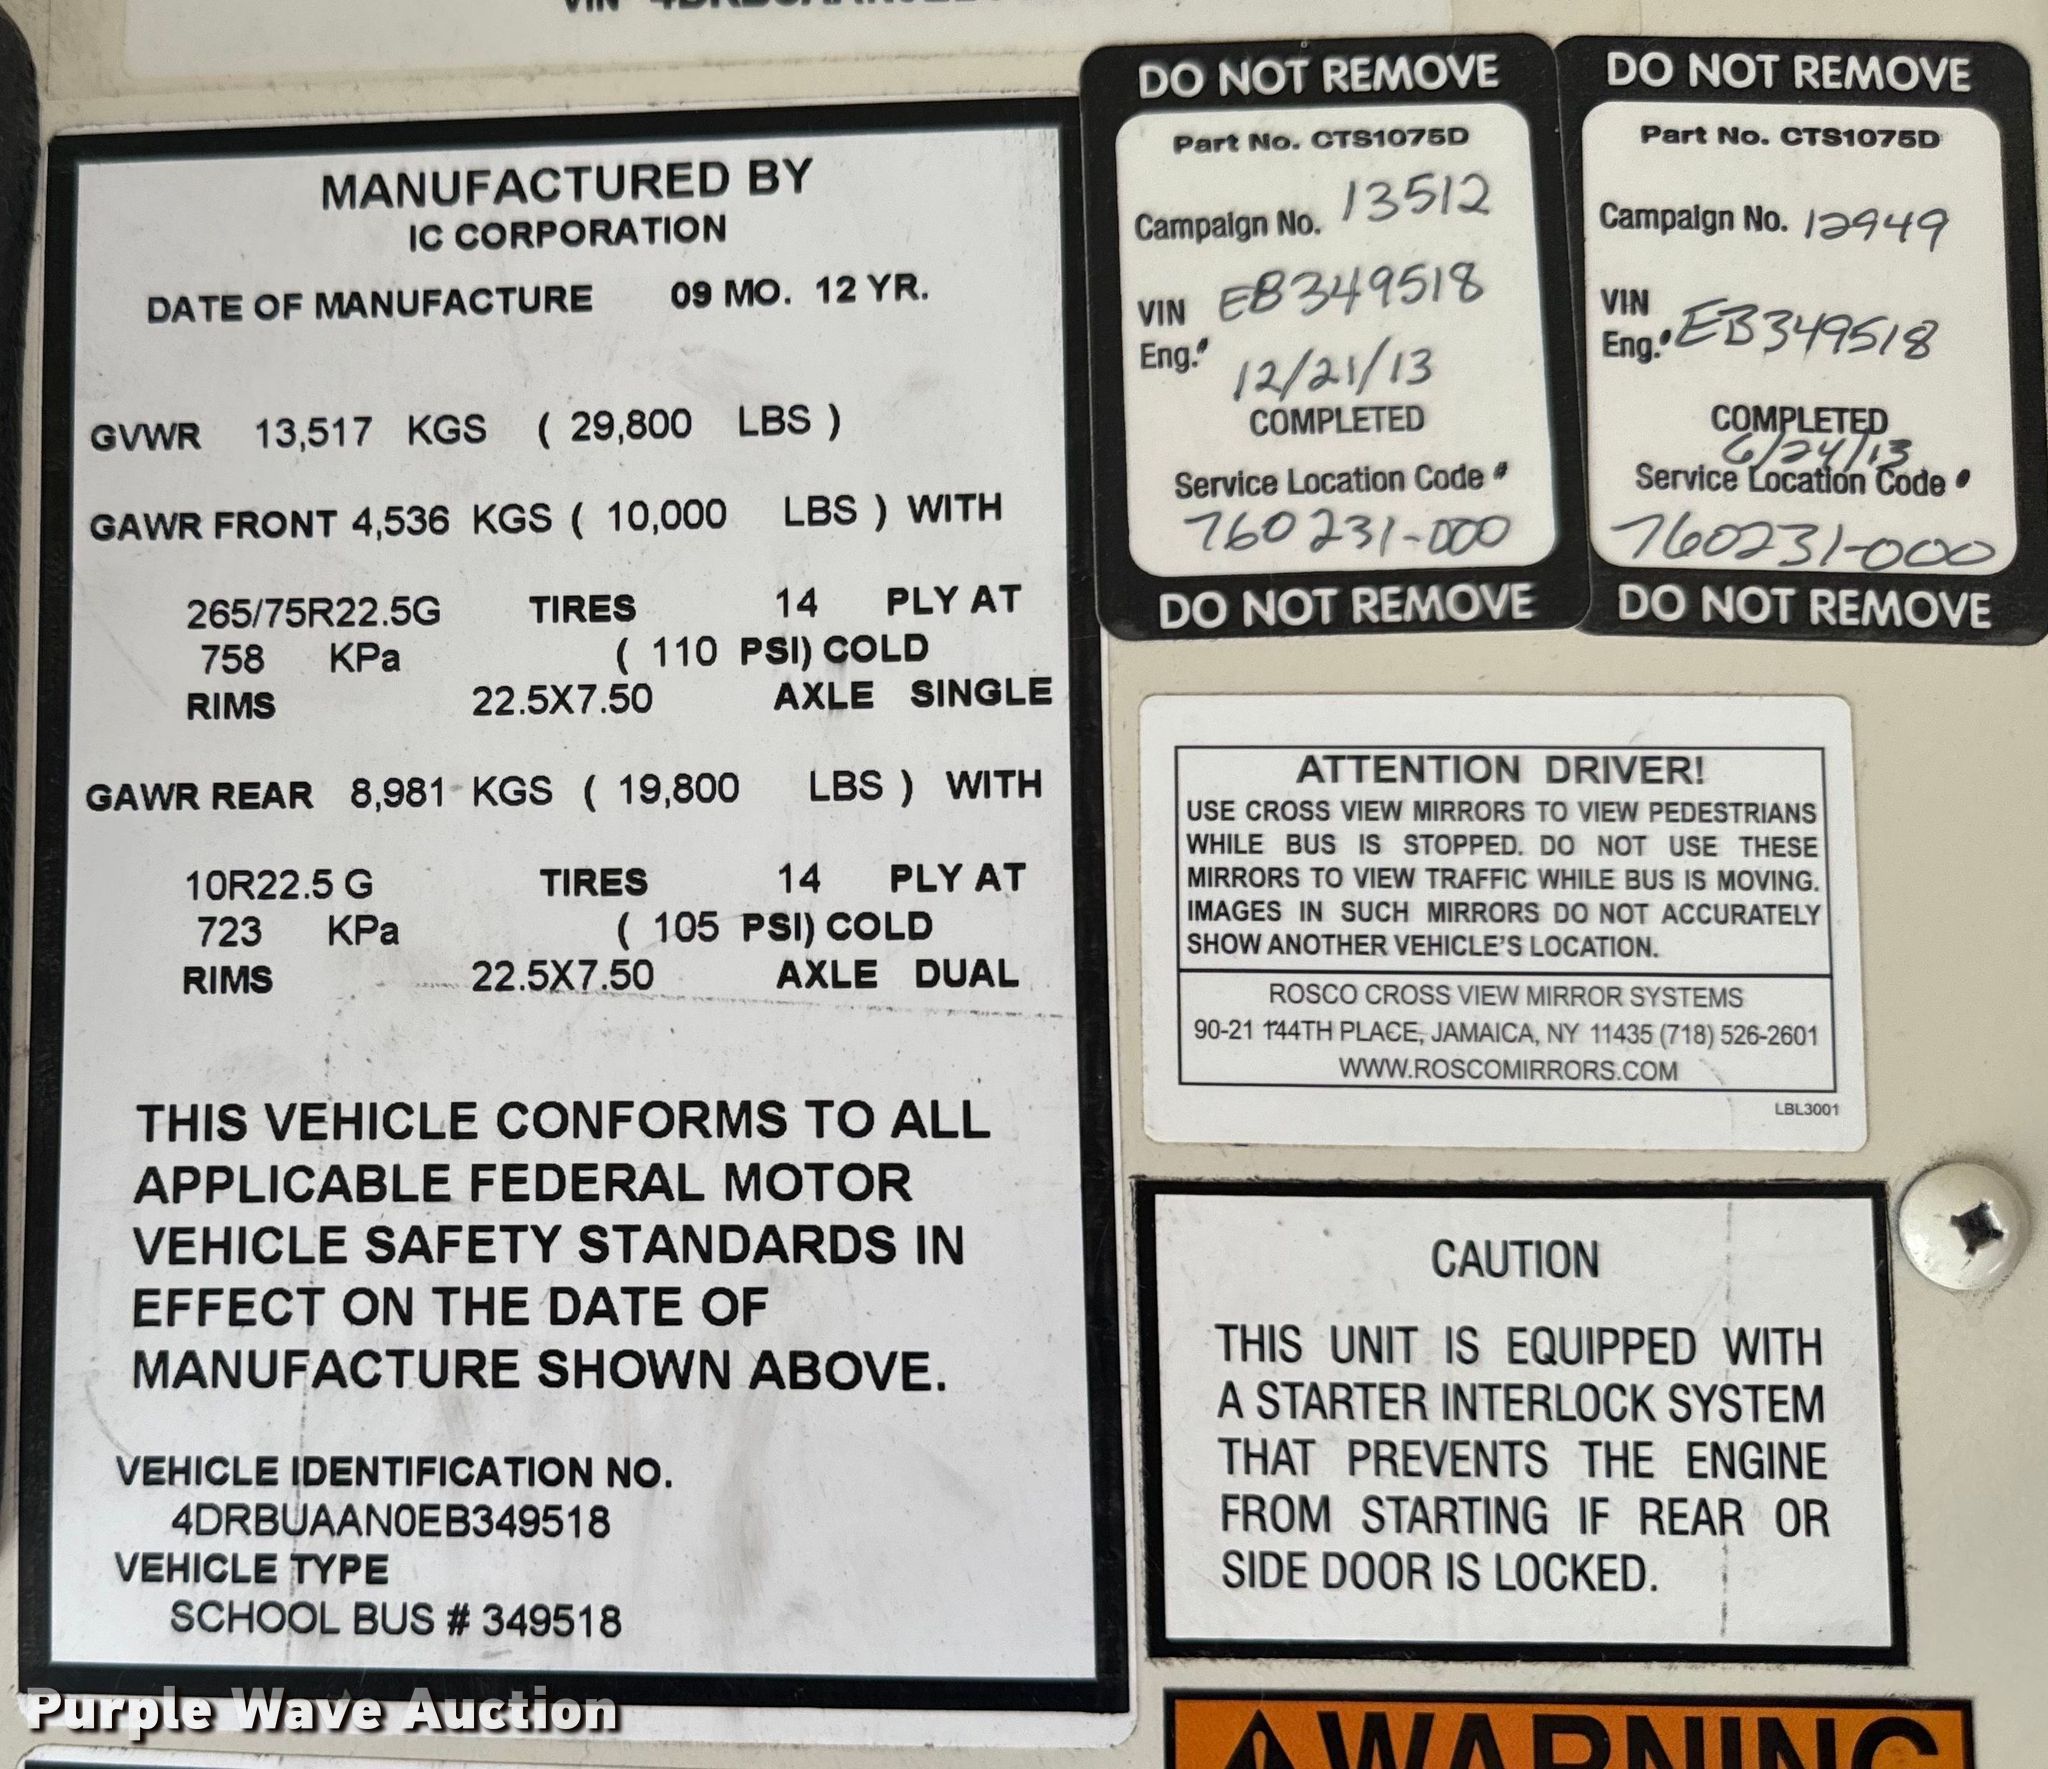 VIN
MANUFACTURED BY
IC CORPORATION
DATE OF MANUFACTURE 09 MO. 12 YR.
GVWR 13,517 KGS ( 29,800 LBS )
GAWR FRONT 4,536 KGS ( 10,000 LBS ) WITH
265/75R22.5G TIRES 14 PLY AT
758 KPa ( 110 PSI) COLD
RIMS 22.5X7.50 AXLE SINGLE
GAWR REAR 8,981 KGS ( 19,800 LBS ) WITH
10R22.5 G TIRES 14 PLY AT
723 KPa ( 105 PSI) COLD
RIMS 22.5X7.50 AXLE DUAL
THIS VEHICLE CONFORMS TO ALL
APPLICABLE FEDERAL MOTOR
VEHICLE SAFETY STANDARDS IN
EFFECT ON THE DATE OF
MANUFACTURE SHOWN ABOVE.
VEHICLE IDENTIFICATION NO.
4DRBUAAN0EB349518
VEHICLE TYPE
SCHOOL BUS # 349518
DO NOT REMOVE
Part No. CTS1075D
Campaign No. 13512
VIN EB349518
Eng.#
12/21/13
COMPLETED
Service Location Code #
760231-000
DO NOT REMOVE
DO NOT REMOVE
Part No. CTS1075D
Campaign No. 12949
VIN
Eng.# EB349518
COMPLETED
6/24/13
Service Location Code #
760231-000
DO NOT REMOVE
ATTENTION DRIVER!
USE CROSS VIEW MIRRORS TO VIEW PEDESTRIANS
WHILE BUS IS STOPPED. DO NOT USE THESE
MIRRORS TO VIEW TRAFFIC WHILE BUS IS MOVING.
IMAGES IN SUCH MIRRORS DO NOT ACCURATELY
SHOW ANOTHER VEHICLE'S LOCATION.
ROSCO CROSS VIEW MIRROR SYSTEMS
90-21 144TH PLACE, JAMAICA, NY 11435 (718) 526-2601
WWW.ROSCOMIRRORS.COM
LBL3001
CAUTION
THIS UNIT IS EQUIPPED WITH
A STARTER INTERLOCK SYSTEM
THAT PREVENTS THE ENGINE
FROM STARTING IF REAR OR
SIDE DOOR IS LOCKED.
WARNING
Purple Wave Auction